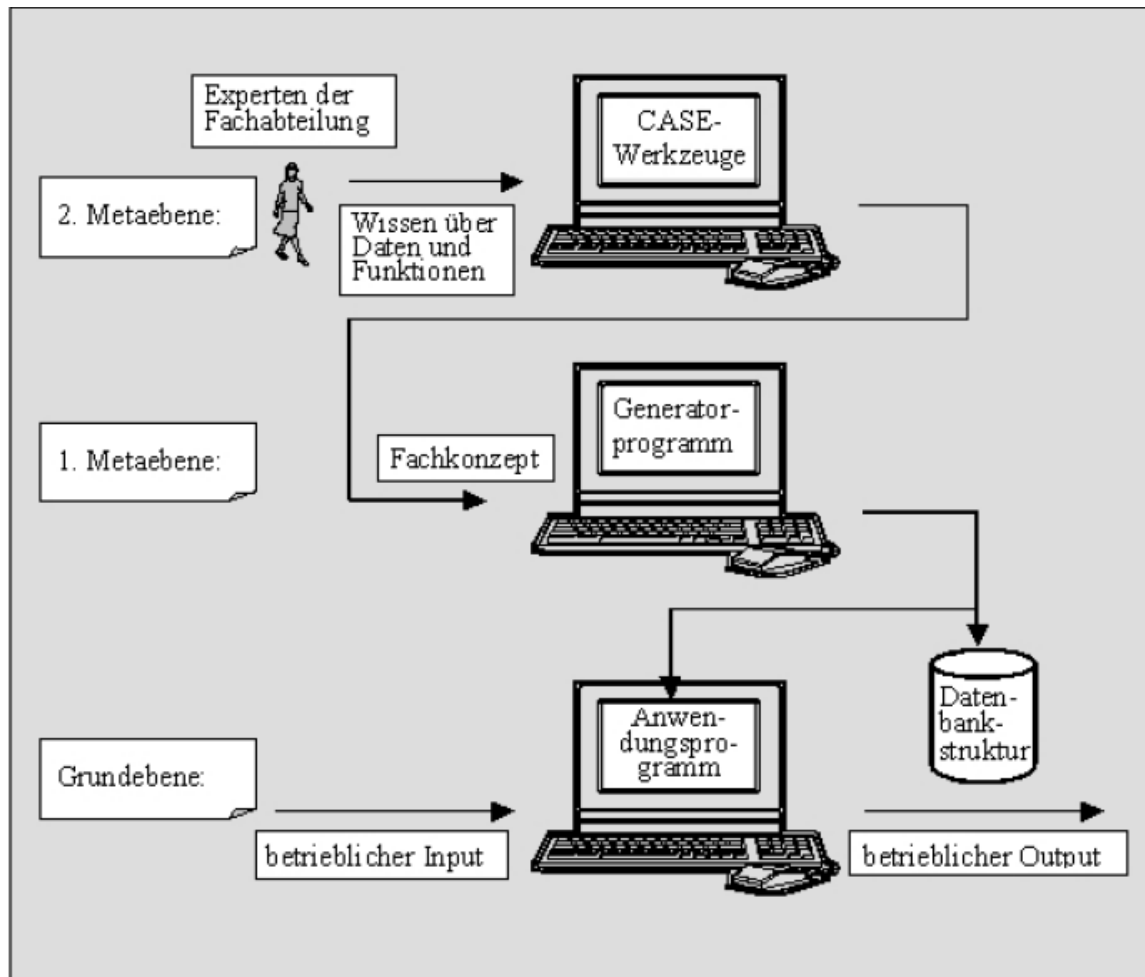 Experten der
Fachabteilung
CASE-
Werkzeuge
2. Metaebene:
Wissen über
Daten und
Funktionen
Generator-
programm
1. Metaebene:
Fachkonzept
Anwen-
dungspro-
gramm
Daten-
bank-
struktur
Grundebene:
betrieblicher Input
betrieblicher Output